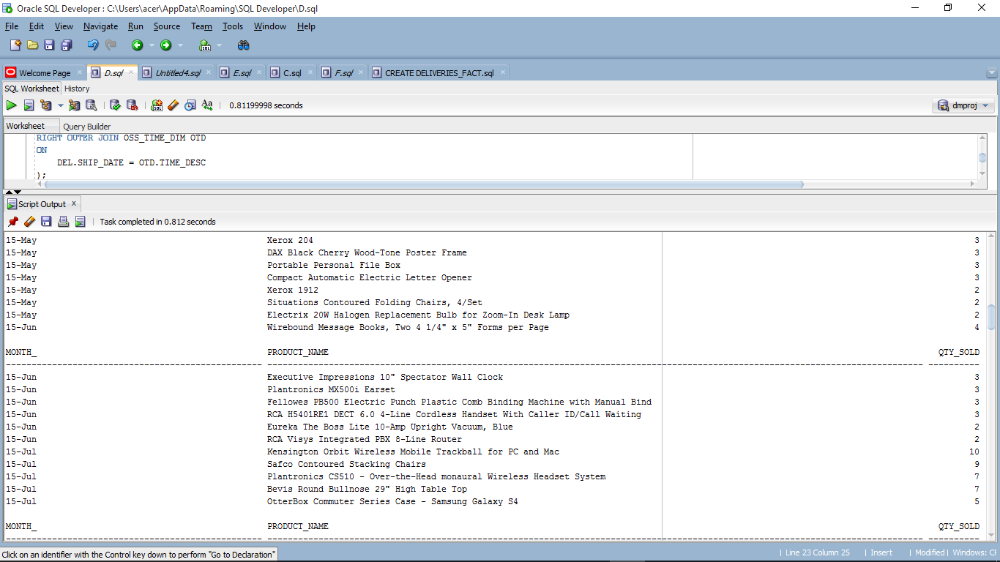 Oracle SQL Developer : C:\Users\acer\AppData\Roaming\SQL Developer\D.sql
File Edit View Navigate Run Source Team Tools Window Help
Welcome Page D.sql Untitled4.sql E.sql C.sql F.sql CREATE DELIVERIES_FACT.sql
SQL Worksheet History
0.81199998 seconds dmproj
Worksheet Query Builder
RIGHT OUTER JOIN OSS_TIME_DIM OTD
ON
DEL.SHIP_DATE = OTD.TIME_DESC
);
Script Output x
Task completed in 0.812 seconds
15-May Xerox 204 3
15-May DAX Black Cherry Wood-Tone Poster Frame 3
15-May Portable Personal File Box 3
15-May Compact Automatic Electric Letter Opener 3
15-May Xerox 1912 2
15-May Situations Contoured Folding Chairs, 4/Set 2
15-May Electrix 20W Halogen Replacement Bulb for Zoom-In Desk Lamp 2
15-Jun Wirebound Message Books, Two 4 1/4" x 5" Forms per Page 4
MONTH_ PRODUCT_NAME QTY_SOLD
15-Jun Executive Impressions 10" Spectator Wall Clock 3
15-Jun Plantronics MX500i Earset 3
15-Jun Fellowes PB500 Electric Punch Plastic Comb Binding Machine with Manual Bind 3
15-Jun RCA H5401RE1 DECT 6.0 4-Line Cordless Handset With Caller ID/Call Waiting 3
15-Jun Eureka The Boss Lite 10-Amp Upright Vacuum, Blue 2
15-Jun RCA Visys Integrated PBX 8-Line Router 2
15-Jul Kensington Orbit Wireless Mobile Trackball for PC and Mac 10
15-Jul Safco Contoured Stacking Chairs 9
15-Jul Plantronics CS510 - Over-the-Head monaural Wireless Headset System 7
15-Jul Bevis Round Bullnose 29" High Table Top 7
15-Jul OtterBox Commuter Series Case - Samsung Galaxy S4 5
MONTH_ PRODUCT_NAME QTY_SOLD
Click on an identifier with the Control key down to perform "Go to Declaration" | Line 23 Column 25 | Insert | Modified | Windows: CF